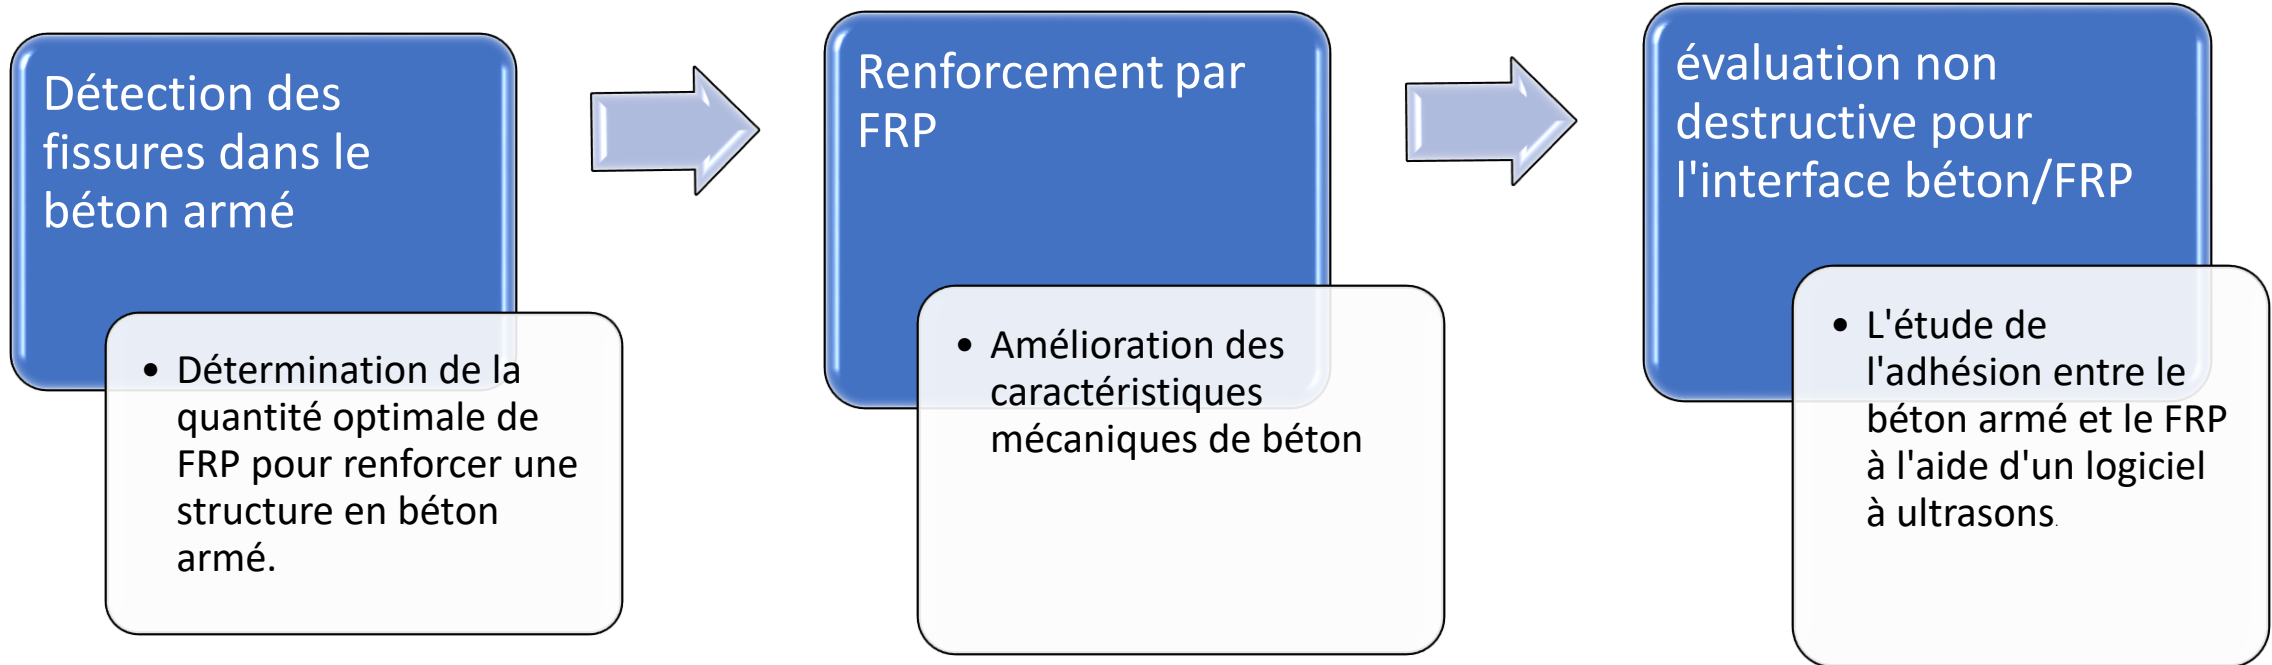 Détection des
fissures dans le
béton armé
• Détermination de la
quantité optimale de
FRP pour renforcer une
structure en béton
armé.
Renforcement par
FRP
• Amélioration des
caractéristiques
mécaniques de béton
évaluation non
destructive pour
l'interface béton/FRP
• L'étude de
l'adhésion entre le
béton armé et le FRP
à l'aide d'un logiciel
à ultrasons.